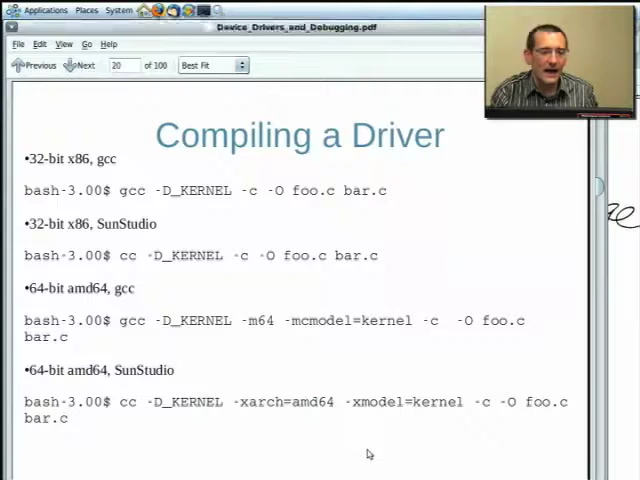 Applications Places System
Device_Drivers_and_Debugging.pdf
File Edit View Go Help
Previous Next 20 of 100 Best Fit
Compiling a Driver
•32-bit x86, gcc
bash-3.00$ gcc -D_KERNEL -c -O foo.c bar.c
•32-bit x86, SunStudio
bash-3.00$ cc -D_KERNEL -c -O foo.c bar.c
•64-bit amd64, gcc
bash-3.00$ gcc -D_KERNEL -m64 -mcmodel=kernel -c -O foo.c
bar.c
•64-bit amd64, SunStudio
bash-3.00$ cc -D_KERNEL -xarch=amd64 -xmodel=kernel -c -O foo.c
bar.c